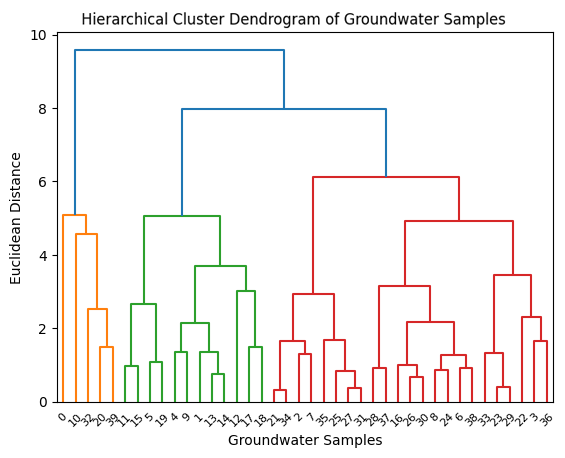 Hierarchical Cluster Dendrogram of Groundwater Samples
10
8
6
4
2
0
Euclidean Distance
0 10 32 20 39 11 15 5 19 4 9 1 13 14 12 17 18 21 34 2 7 35 25 27 31 28 37 16 26 30 8 24 6 38 33 23 29 22 3 36
Groundwater Samples